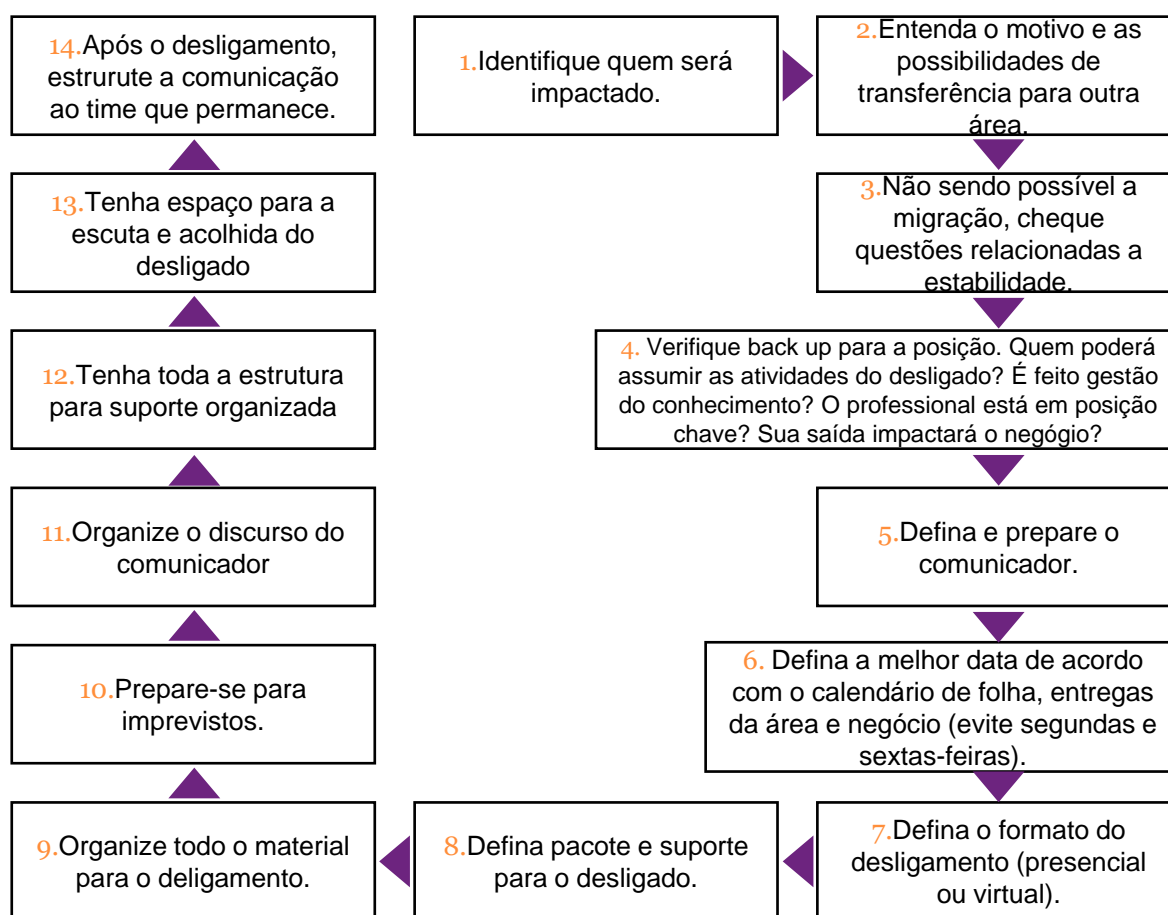 1.Identifique quem será
impactado.
2.Entenda o motivo e as
possibilidades de
transferência para outra
área.
3.Não sendo possível a
migração, cheque
questões relacionadas a
estabilidade.
4. Verifique back up para a posição. Quem poderá
assumir as atividades do desligado? É feito gestão
do conhecimento? O professional está em posição
chave? Sua saída impactará o negógio?
5.Defina e prepare o
comunicador.
6. Defina a melhor data de acordo
com o calendário de folha, entregas
da área e negócio (evite segundas e
sextas-feiras).
7.Defina o formato do
desligamento (presencial
ou virtual).
8.Defina pacote e suporte
para o desligado.
9.Organize todo o material
para o deligamento.
10.Prepare-se para
imprevistos.
11.Organize o discurso do
comunicador
12.Tenha toda a estrutura
para suporte organizada
13.Tenha espaço para a
escuta e acolhida do
desligado
14.Após o desligamento,
estrurute a comunicação
ao time que permanece.